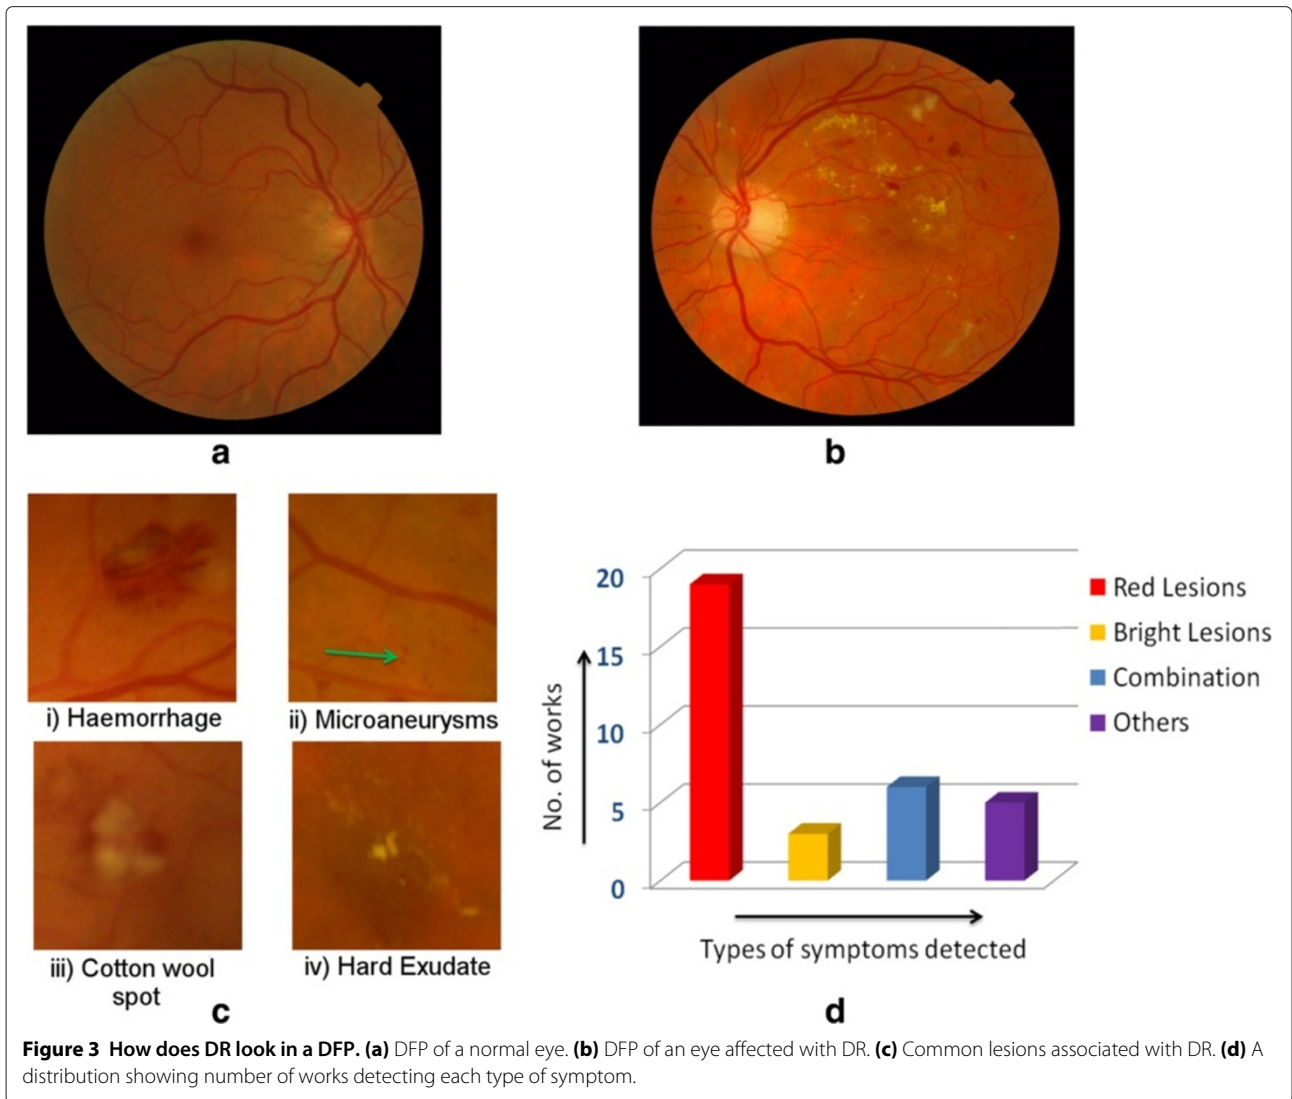 a
b
i) Haemorrhage
ii) Microaneurysms
iii) Cotton wool
spot
iv) Hard Exudate
c
20
15
10
5
0
No. of works
Types of symptoms detected
Red Lesions
Bright Lesions
Combination
Others
d
Figure 3 How does DR look in a DFP. (a) DFP of a normal eye. (b) DFP of an eye affected with DR. (c) Common lesions associated with DR. (d) A
distribution showing number of works detecting each type of symptom.